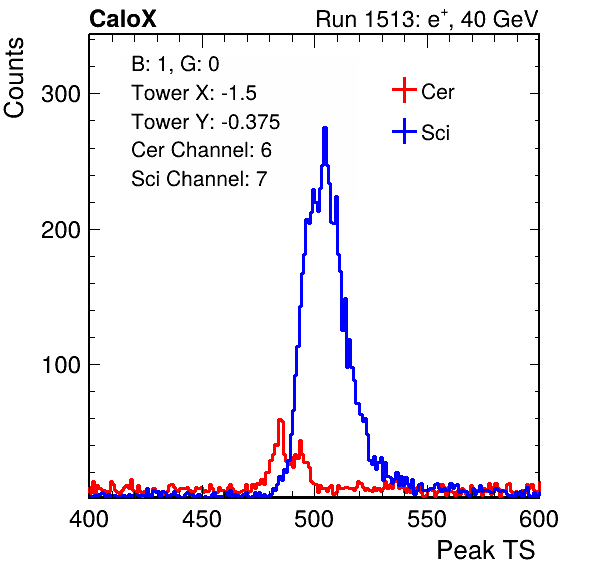 CaloX Run 1513: e⁺, 40 GeV
Counts
B: 1, G: 0
Tower X: -1.5
Tower Y: -0.375
Cer Channel: 6
Sci Channel: 7
Cer
Sci
300
200
100
400 450 500 550 600
Peak TS